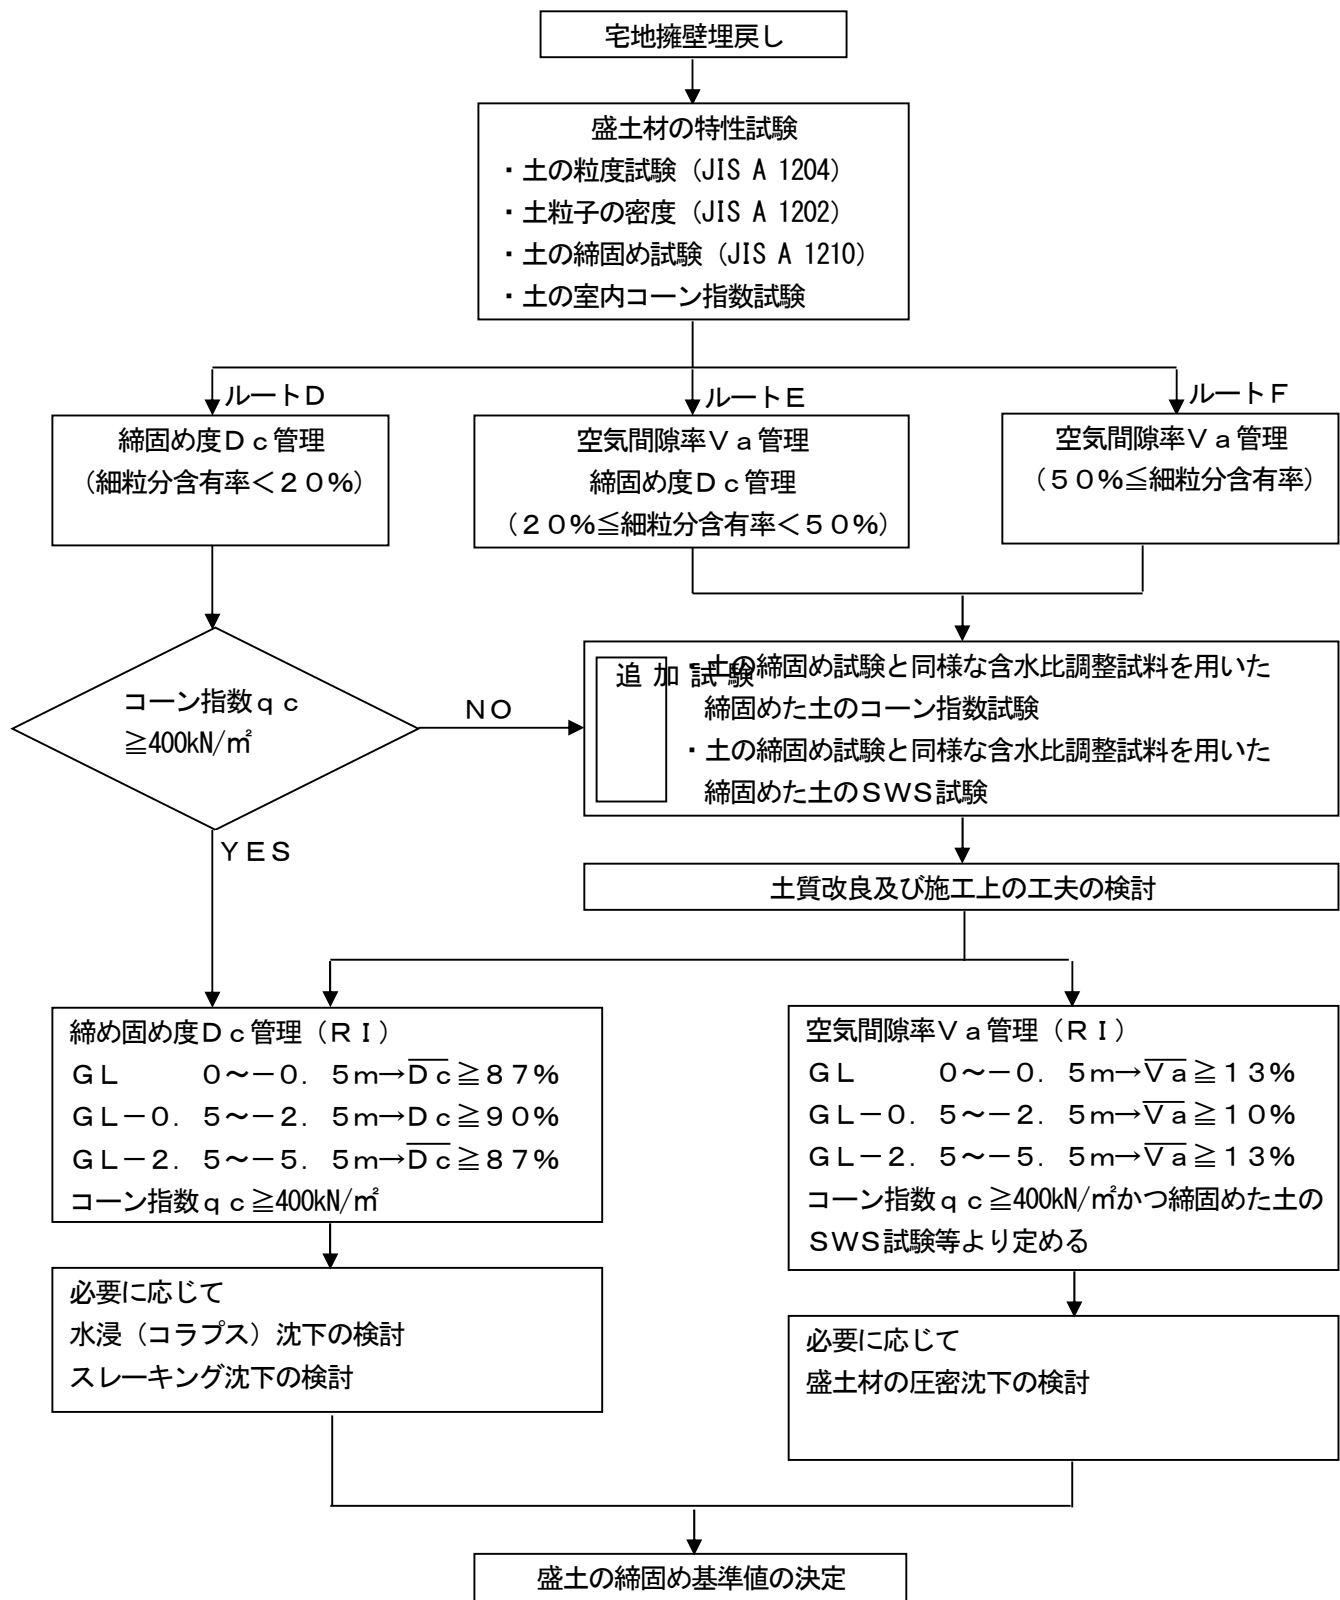 宅地擁壁埋戻し
盛土材の特性試験
・土の粒度試験（JIS A 1204）
・土粒子の密度（JIS A 1202）
・土の締固め試験（JIS A 1210）
・土の室内コーン指数試験
ルートＤ
ルートＥ
ルートＦ
締固め度Ｄｃ管理
（細粒分含有率＜２０％）
空気間隙率Ｖａ管理
締固め度Ｄｃ管理
（２０％≦細粒分含有率＜５０％）
空気間隙率Ｖａ管理
（５０％≦細粒分含有率）
コーン指数ｑｃ
≧400kN/㎡
ＮＯ
ＹＥＳ
追加試験
・土の締固め試験と同様な含水比調整試料を用いた
締固めた土のコーン指数試験
・土の締固め試験と同様な含水比調整試料を用いた
締固めた土のＳＷＳ試験
土質改良及び施工上の工夫の検討
締め固め度Ｄｃ管理（ＲＩ）
ＧＬ　　０～－０．５ｍ→Ｄｃ≧８７％
ＧＬ－０．５～－２．５ｍ→Ｄｃ≧９０％
ＧＬ－２．５～－５．５ｍ→Ｄｃ≧８７％
コーン指数ｑｃ≧400kN/㎡
空気間隙率Ｖａ管理（ＲＩ）
ＧＬ　　０～－０．５ｍ→Ｖａ≧１３％
ＧＬ－０．５～－２．５ｍ→Ｖａ≧１０％
ＧＬ－２．５～－５．５ｍ→Ｖａ≧１３％
コーン指数ｑｃ≧400kN/㎡かつ締固めた土の
ＳＷＳ試験等より定める
必要に応じて
水浸（コラプス）沈下の検討
スレーキング沈下の検討
必要に応じて
盛土材の圧密沈下の検討
盛土の締固め基準値の決定